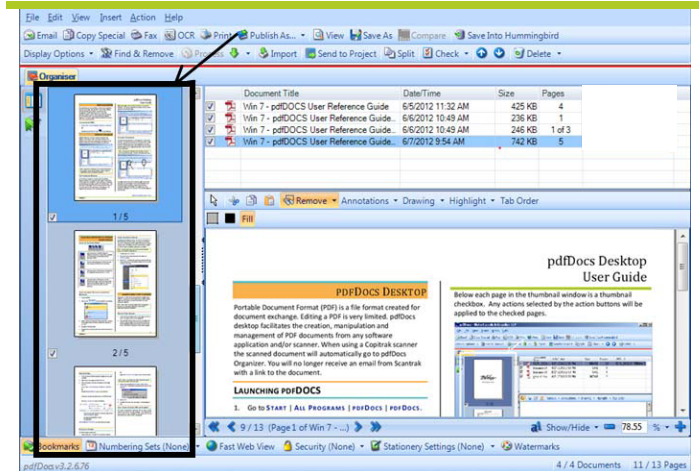 File Edit View Insert Action Help
Email Copy Special Fax OCR Print Publish As... View Save As Compare Save Into Hummingbird
Display Options Find & Remove Process Import Send to Project Split Check Delete
Organiser
Document Title Date/Time Size Pages
Win 7 - pdfDOCS User Reference Guide 6/5/2012 11:32 AM 425 KB 4
Win 7 - pdfDOCS User Reference Guide... 6/6/2012 10:49 AM 236 KB 1
Win 7 - pdfDOCS User Reference Guide... 6/6/2012 10:49 AM 246 KB 1 of 3
Win 7 - pdfDOCS User Reference Guide... 6/7/2012 9:54 AM 742 KB 5
Remove Annotations Drawing Highlight Tab Order
Fill
1/5
2/5
pdfDocs Desktop
User Guide
PDFDOCS DESKTOP
Portable Document Format (PDF) is a file format created for
document exchange. Editing a PDF is very limited. pdfDocs
desktop facilitates the creation, manipulation and
management of PDF documents from any software
application and/or scanner. When using a Copitrak scanner
the scanned document will automatically go to pdfDocs
Organizer. You will no longer receive an email from Scantrak
with a link to the document.
LAUNCHING PDFDOCS
1. Go to START | ALL PROGRAMS | PDFDOCS | PDFDOCS.
Below each page in the thumbnail window is a thumbnail
checkbox. Any actions selected by the action buttons will be
applied to the checked pages.
9 / 13 (Page 1 of Win 7 - ...) Show/Hide 78.55 %
Bookmarks Numbering Sets (None) Fast Web View Security (None) Stationery Settings (None) Watermarks
pdfDocs v3.2.6.76 4 / 4 Documents 11 / 13 Pages